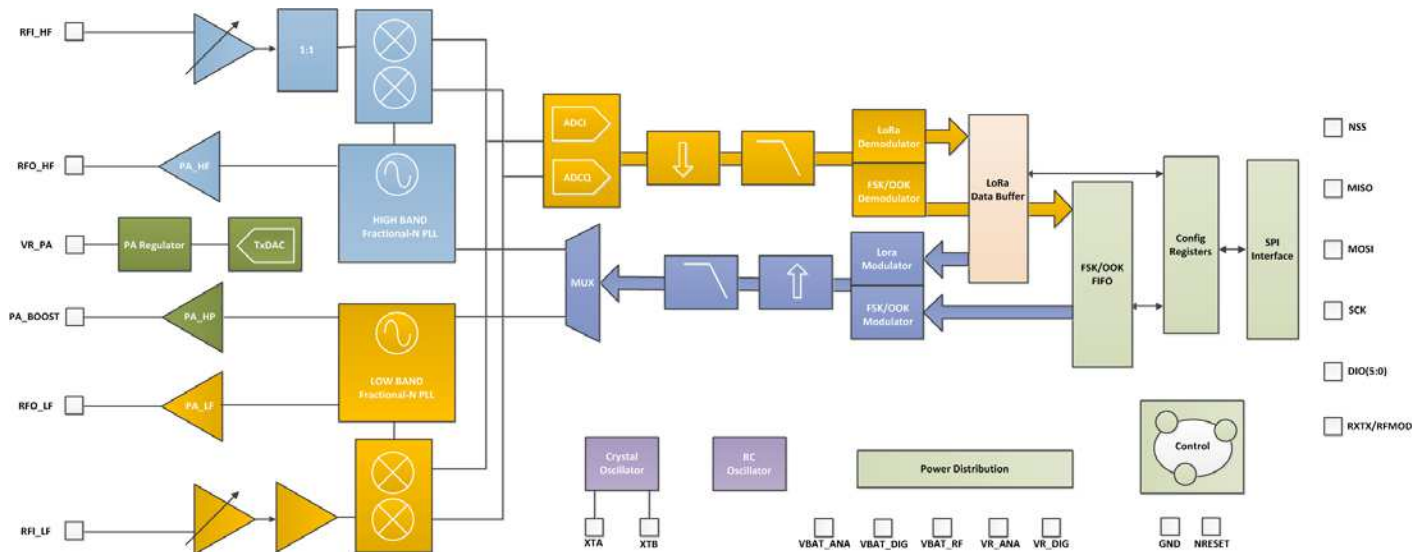 RFI_HF
1:1
ADCI
ADCQ
LoRa
Demodulator
FSK/OOK
Demodulator
LoRa
Data Buffer
NSS
RFO_HF
PA_HF
HIGH BAND
Fractional-N PLL
MISO
VR_PA
PA Regulator
TxDAC
MUX
Lora
Modulator
FSK/OOK
Modulator
FSK/OOK
FIFO
Config
Registers
SPI
Interface
MOSI
PA_BOOST
PA_HP
SCK
LOW BAND
Fractional-N PLL
DIO(5:0)
RFO_LF
PA_LF
RXTX/RFMOD
Crystal
Oscillator
RC
Oscillator
Power Distribution
Control
RFI_LF
XTA
XTB
VBAT_ANA
VBAT_DIG
VBAT_RF
VR_ANA
VR_DIG
GND
NRESET